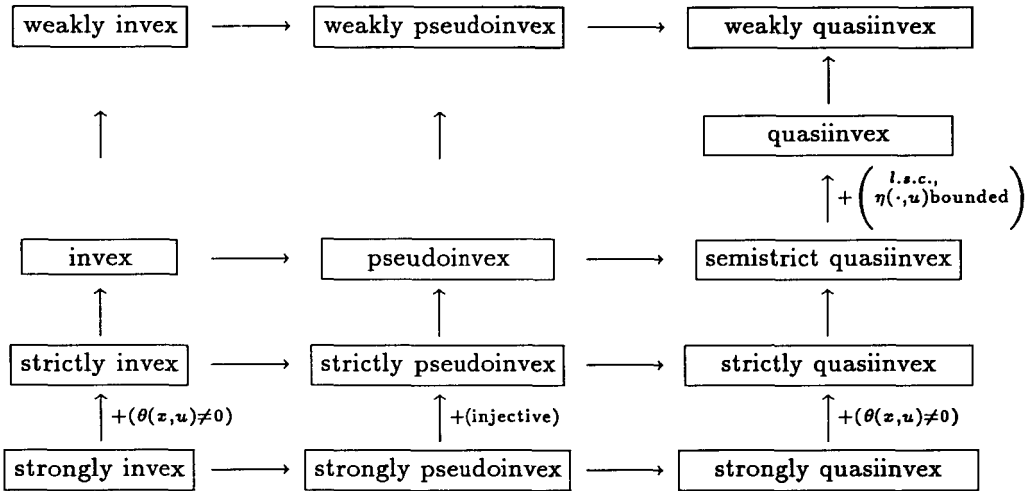 weakly invex
weakly pseudoinvex
weakly quasiinvex
quasiinvex
+ ( l.s.c.,
η(·,u)bounded )
invex
pseudoinvex
semistrict quasiinvex
strictly invex
strictly pseudoinvex
strictly quasiinvex
+(θ(x,u)≠0)
+(injective)
+(θ(x,u)≠0)
strongly invex
strongly pseudoinvex
strongly quasiinvex